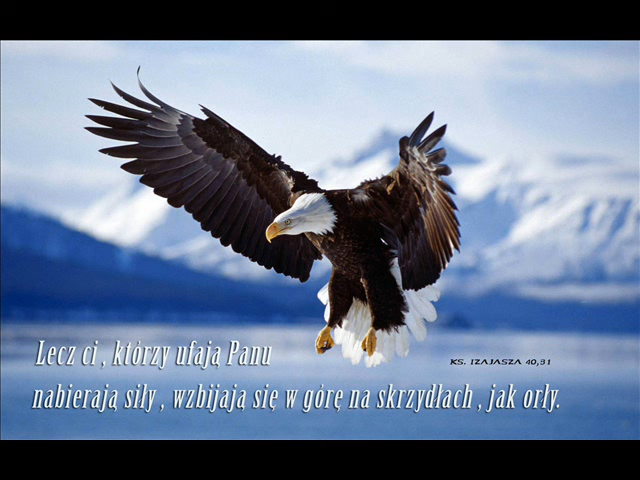 Lecz ci , którzy ufają Panu
KS. IZAJASZA 40,31
nabierają siły , wzbijają się w górę na skrzydłach , jak orły.